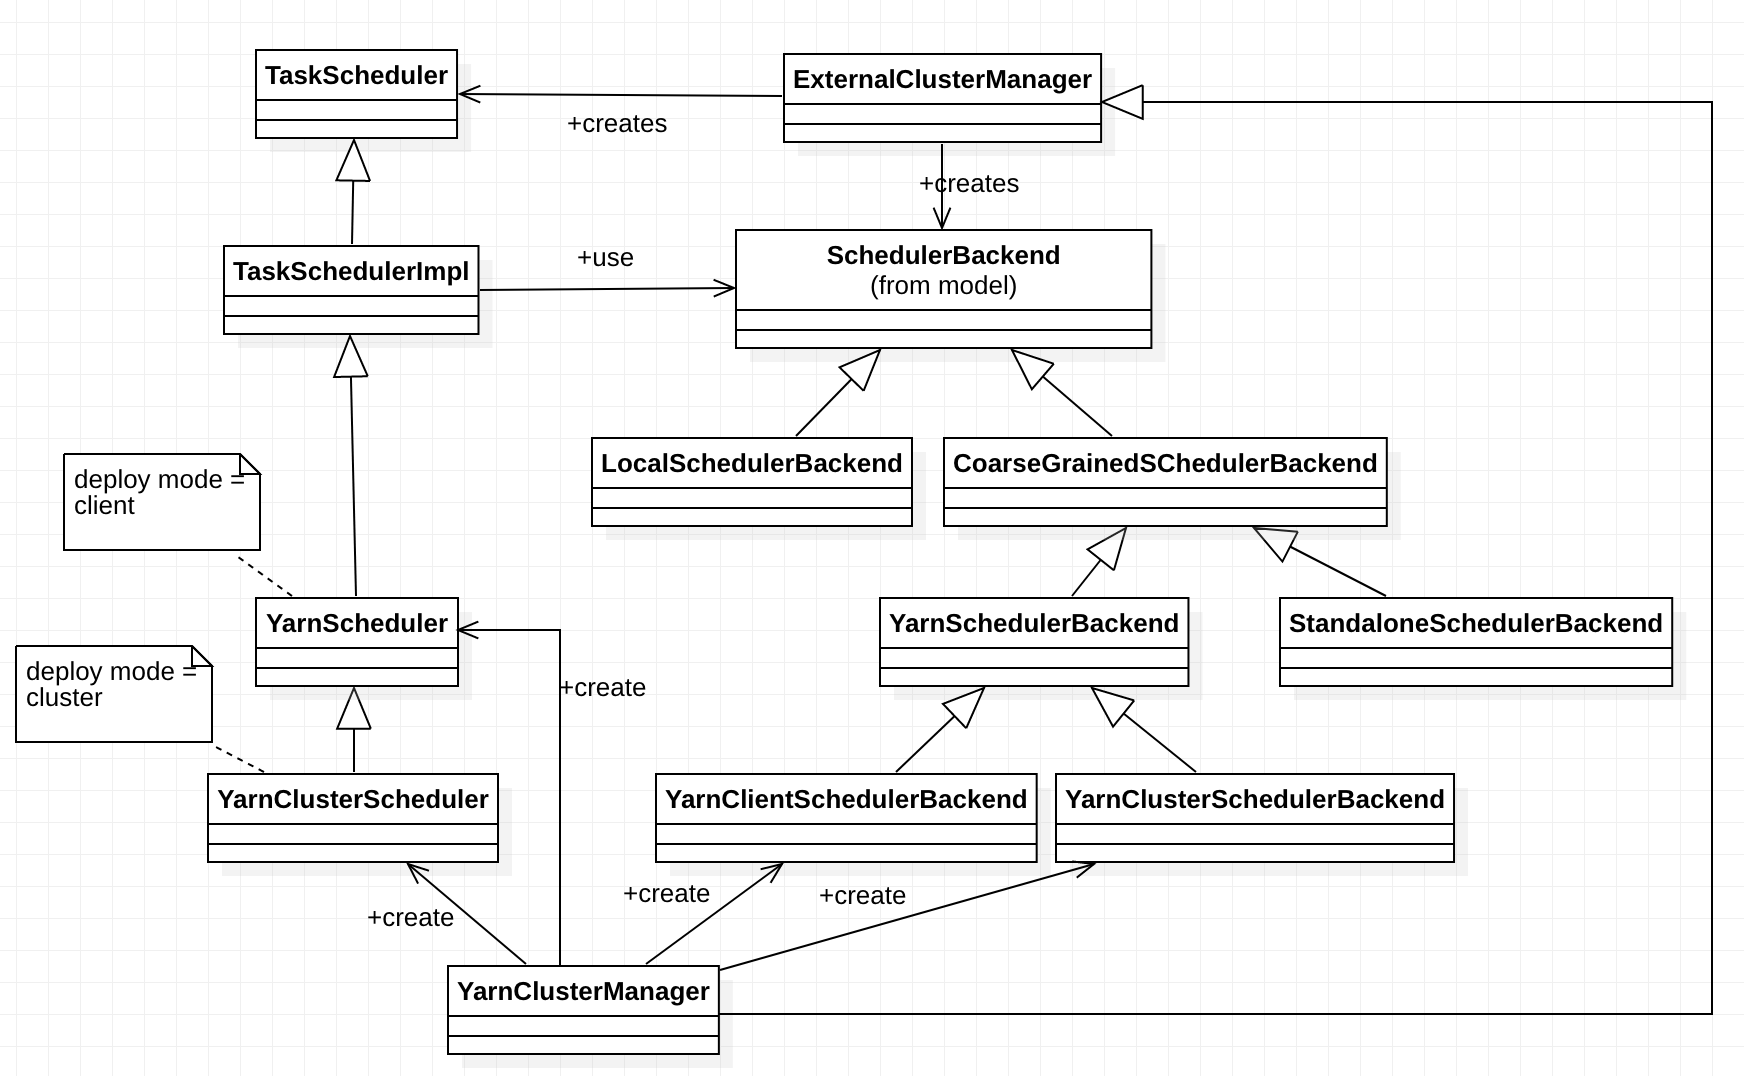 TaskScheduler
ExternalClusterManager
+creates
+creates
TaskSchedulerImpl
+use
SchedulerBackend
(from model)
deploy mode =
client
LocalSchedulerBackend
CoarseGrainedSChedulerBackend
YarnScheduler
YarnSchedulerBackend
StandaloneSchedulerBackend
deploy mode =
cluster
+create
YarnClusterScheduler
YarnClientSchedulerBackend
YarnClusterSchedulerBackend
+create
+create
+create
YarnClusterManager